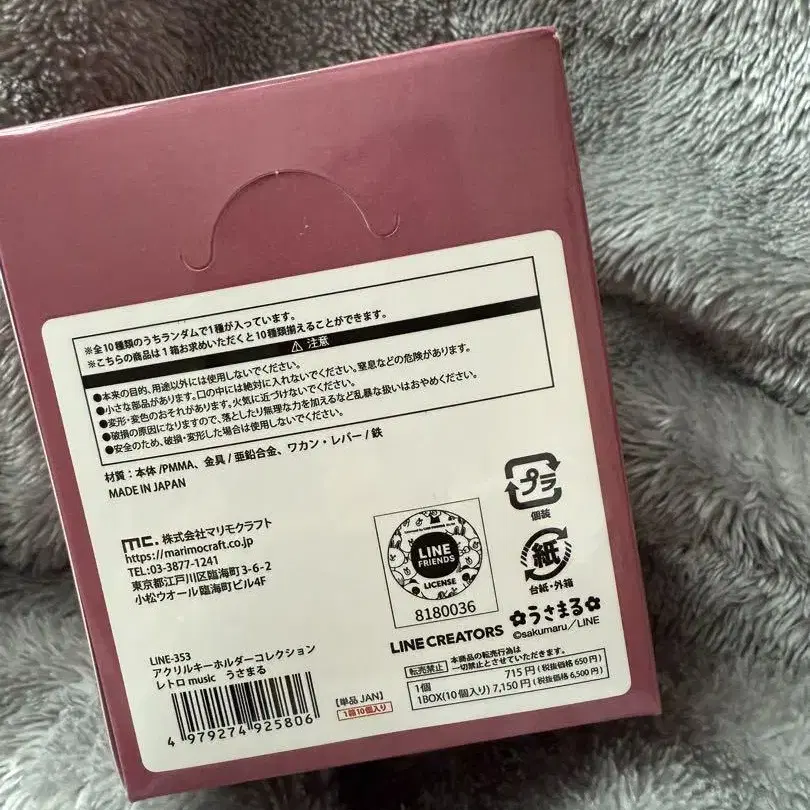 ※全10種類のうちランダムで1種が入っています。
※こちらの商品は1箱お求めいただくと10種類揃えることができます。
⚠ 注意
●本来の目的、用途以外には使用しないでください。
●小さな部品があります。口の中には絶対に入れないでください。窒息などの危険があります。
●変形・変色のおそれがあります。火気に近づけないでください。
●破損の原因になりますので、落としたり無理な力を加えるなど乱暴な扱いはおやめください。
●安全のため、破損・変形した場合は使用しないでください。
材質：本体/PMMA、金具/亜鉛合金、ワカン・レバー/鉄
MADE IN JAPAN
mc. 株式会社マリモクラフト
https://marimocraft.co.jp
TEL:03-3877-1241
東京都江戸川区臨海町3-6-2
小松ウオール臨海町ビル4F
プラ
個装
紙
台紙・外箱
LINE
FRIENDS
LICENSE
8180036
LINE CREATORS
うさまる
©sakumaru／LINE
LINE-353
アクリルキーホルダーコレクション
レトロ music うさまる
4 979274 925806
【単品 JAN】
1箱10個入り
転売禁止 本商品の転売行為は
一切禁止とさせていただきます。
1個 715円（税抜価格 650円）
1BOX(10個入り) 7,150円（税抜価格 6,500円）